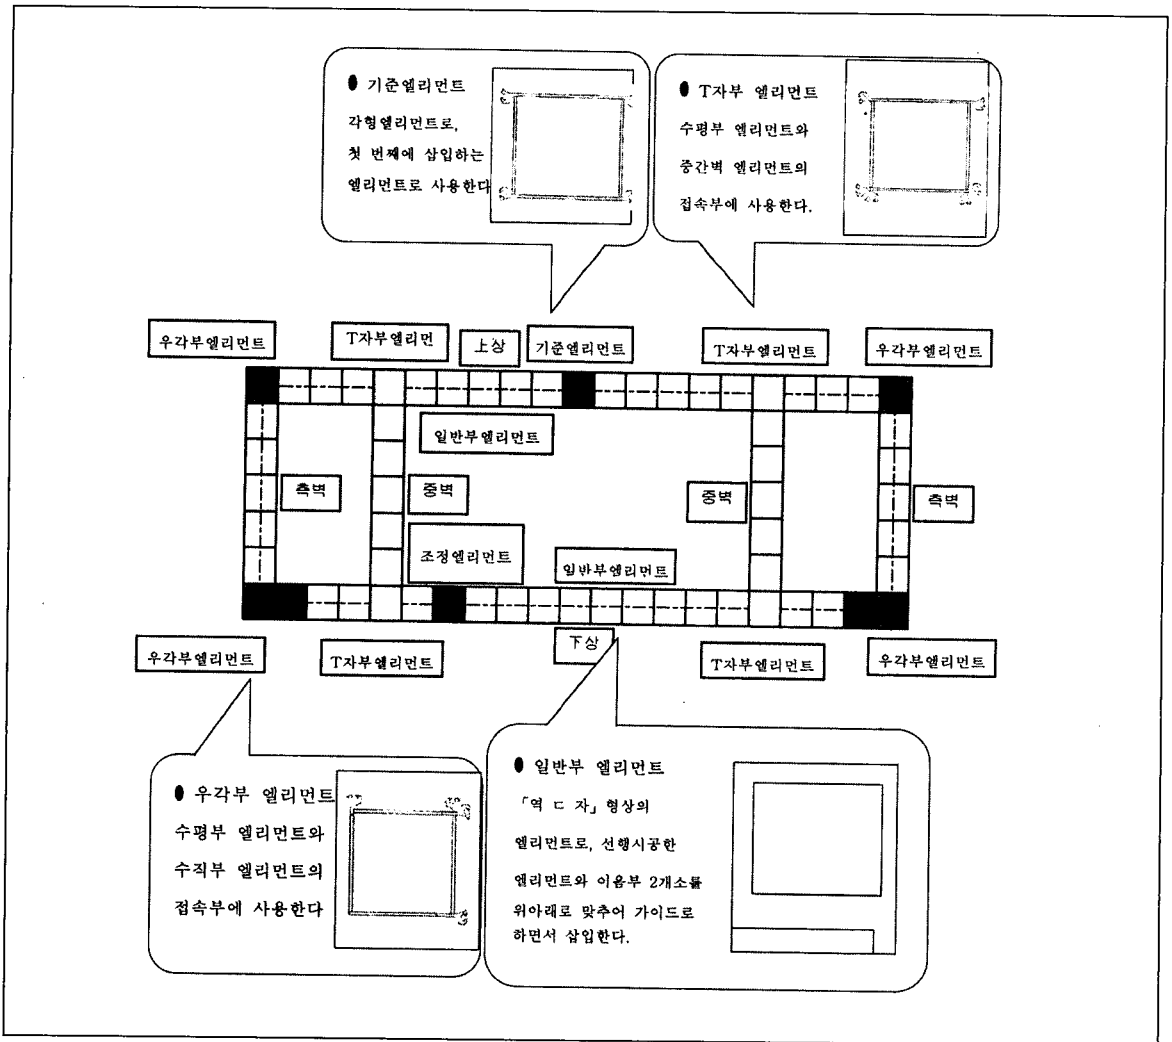 ● 기준엘리먼트
각형엘리먼트로,
첫 번째에 삽입하는
엘리먼트로 사용한다
● T자부 엘리먼트
수평부 엘리먼트와
중간벽 엘리먼트의
접속부에 사용한다.
우각부엘리먼트
T자부엘리먼
上상
기준엘리먼트
T자부엘리먼트
우각부엘리먼트
일반부엘리먼트
측벽
중벽
중벽
측벽
조정엘리먼트
일반부엘리먼트
우각부엘리먼트
T자부엘리먼트
下상
T자부엘리먼트
우각부엘리먼트
● 우각부 엘리먼트
수평부 엘리먼트와
수직부 엘리먼트의
접속부에 사용한다
● 일반부 엘리먼트
「역 ㄷ 자」형상의
엘리먼트로, 선행시공한
엘리먼트와 이음부 2개소를
위아래로 맞추어 가이드로
하면서 삽입한다.